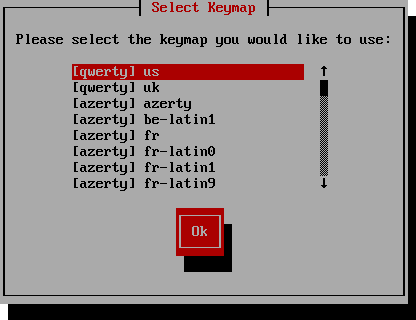 Select Keymap
Please select the keymap you would like to use:
[qwerty] us
[qwerty] uk
[azerty] azerty
[azerty] be-latin1
[azerty] fr
[azerty] fr-latin0
[azerty] fr-latin1
[azerty] fr-latin9
Ok